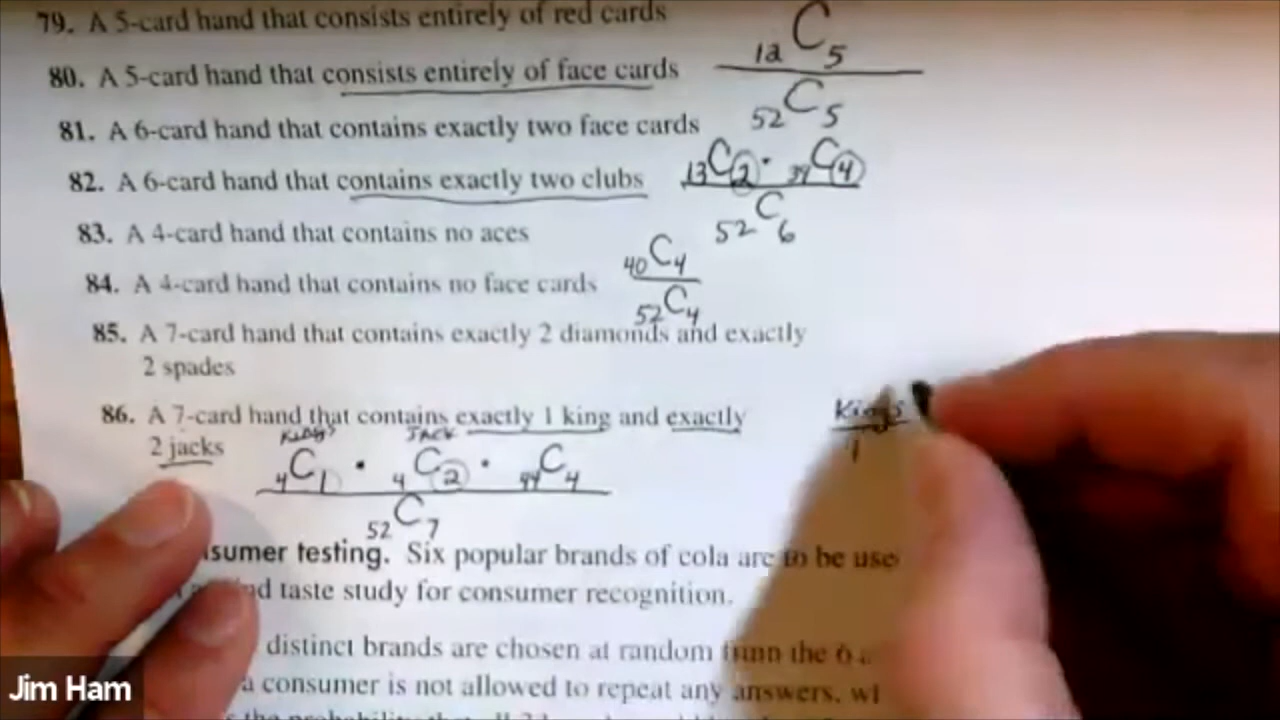 79. A 5-card hand that consists entirely of red cards
80. A 5-card hand that consists entirely of face cards
12C5
52C5
81. A 6-card hand that contains exactly two face cards
82. A 6-card hand that contains exactly two clubs
13C2 · 39C4
52C6
83. A 4-card hand that contains no aces
84. A 4-card hand that contains no face cards
40C4
52C4
85. A 7-card hand that contains exactly 2 diamonds and exactly
2 spades
86. A 7-card hand that contains exactly 1 king and exactly
2 jacks
Kings
1
KINGS JACK
4C1 · 4C2 · 44C4
52C7
sumer testing. Six popular brands of cola are to be use
nd taste study for consumer recognition.
distinct brands are chosen at random from the 6
a consumer is not allowed to repeat any answers, wh
Jim Ham